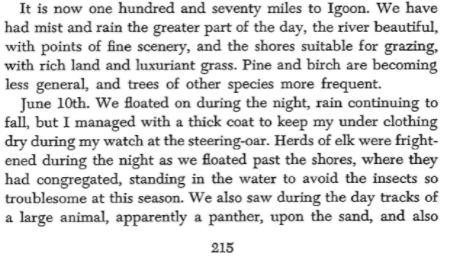 It is now one hundred and seventy miles to Igoon. We have
had mist and rain the greater part of the day, the river beautiful,
with points of fine scenery, and the shores suitable for grazing,
with rich land and luxuriant grass. Pine and birch are becoming
less general, and trees of other species more frequent.
June 10th. We floated on during the night, rain continuing to
fall, but I managed with a thick coat to keep my under clothing
dry during my watch at the steering-oar. Herds of elk were fright-
ened during the night as we floated past the shores, where they
had congregated, standing in the water to avoid the insects so
troublesome at this season. We also saw during the day tracks of
a large animal, apparently a panther, upon the sand, and also
215